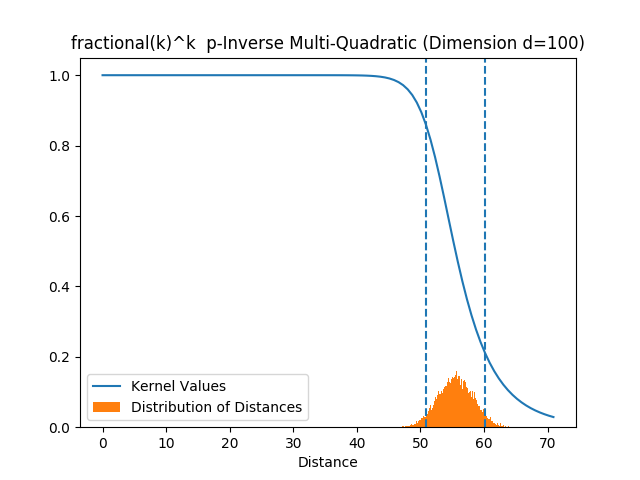 fractional(k)^k  p-Inverse Multi-Quadratic (Dimension d=100)
1.0
0.8
0.6
0.4
0.2
0.0
Kernel Values
Distribution of Distances
0 10 20 30 40 50 60 70
Distance